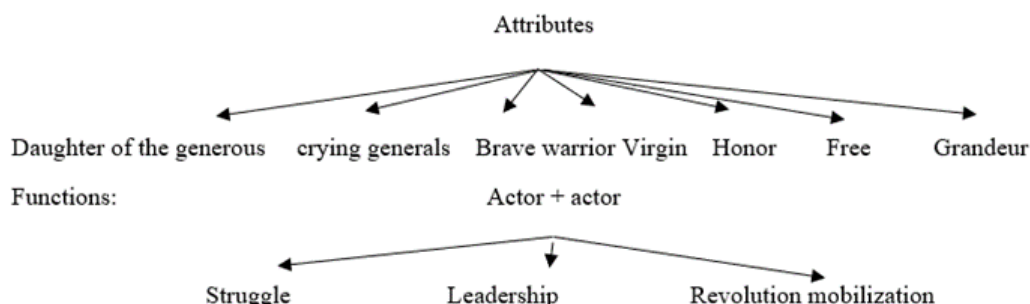 Attributes
Daughter of the generous crying generals Brave warrior Virgin Honor Free Grandeur
Functions: Actor + actor
Struggle Leadership Revolution mobilization